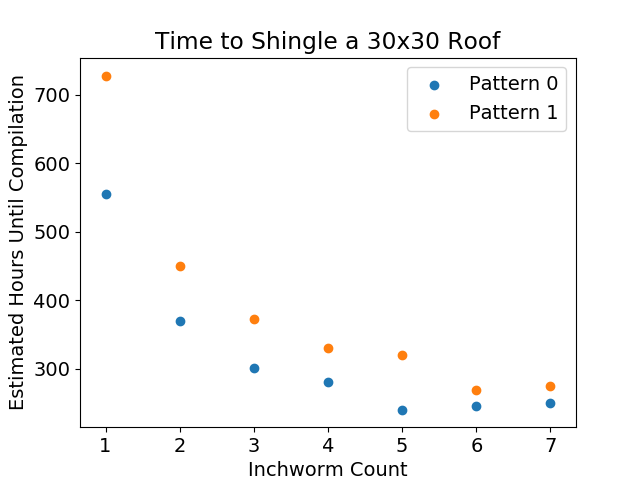 Time to Shingle a 30x30 Roof
Pattern 0
Pattern 1
Estimated Hours Until Compilation
700
600
500
400
300
1 2 3 4 5 6 7
Inchworm Count